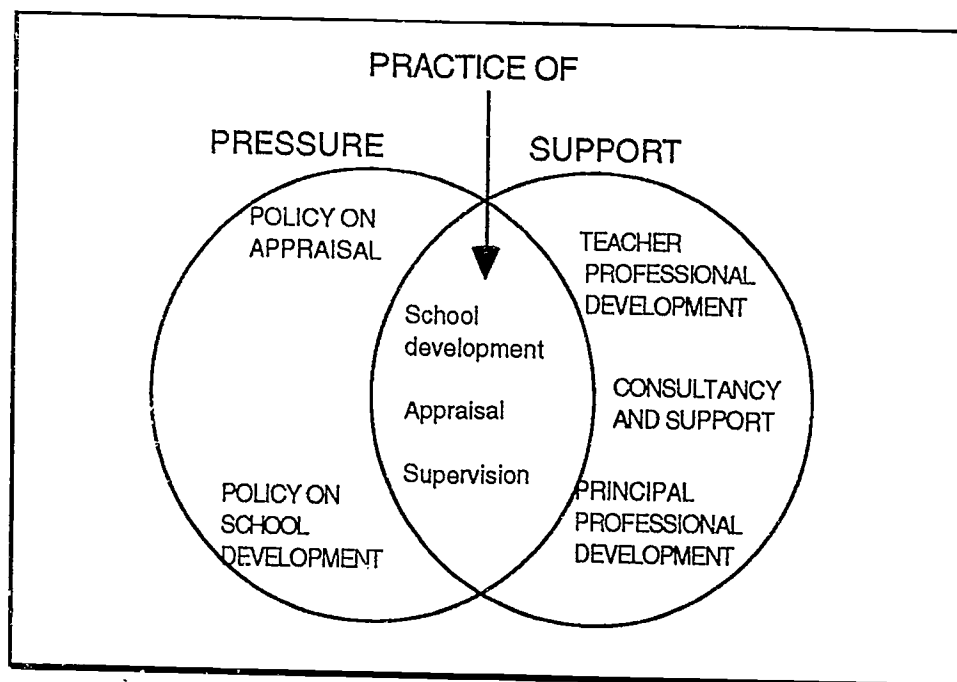 PRACTICE OF
PRESSURE
SUPPORT
POLICY ON
APPRAISAL
POLICY ON
SCHOOL
DEVELOPMENT
School
development
Appraisal
Supervision
TEACHER
PROFESSIONAL
DEVELOPMENT
CONSULTANCY
AND SUPPORT
PRINCIPAL
PROFESSIONAL
DEVELOPMENT